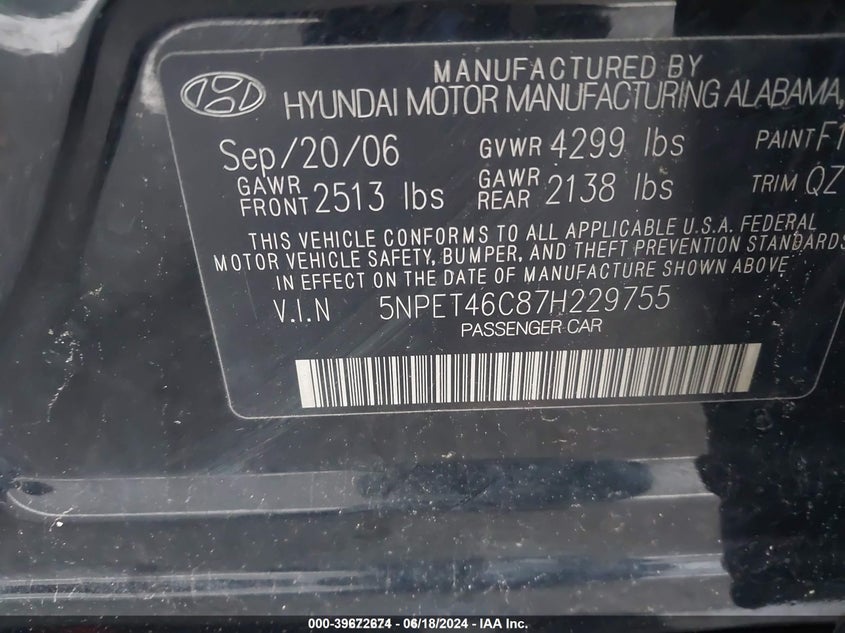 MANUFACTURED BY
HYUNDAI MOTOR MANUFACTURING ALABAMA,
Sep/20/06 GVWR 4299 lbs PAINT F1
GAWR FRONT 2513 lbs GAWR REAR 2138 lbs TRIM QZ
THIS VEHICLE CONFORMS TO ALL APPLICABLE U.S.A. FEDERAL
MOTOR VEHICLE SAFETY, BUMPER, AND THEFT PREVENTION STANDARDS
IN EFFECT ON THE DATE OF MANUFACTURE SHOWN ABOVE
V.I.N 5NPET46C87H229755
PASSENGER CAR
000-39672674 - 06/18/2024 - IAA Inc.